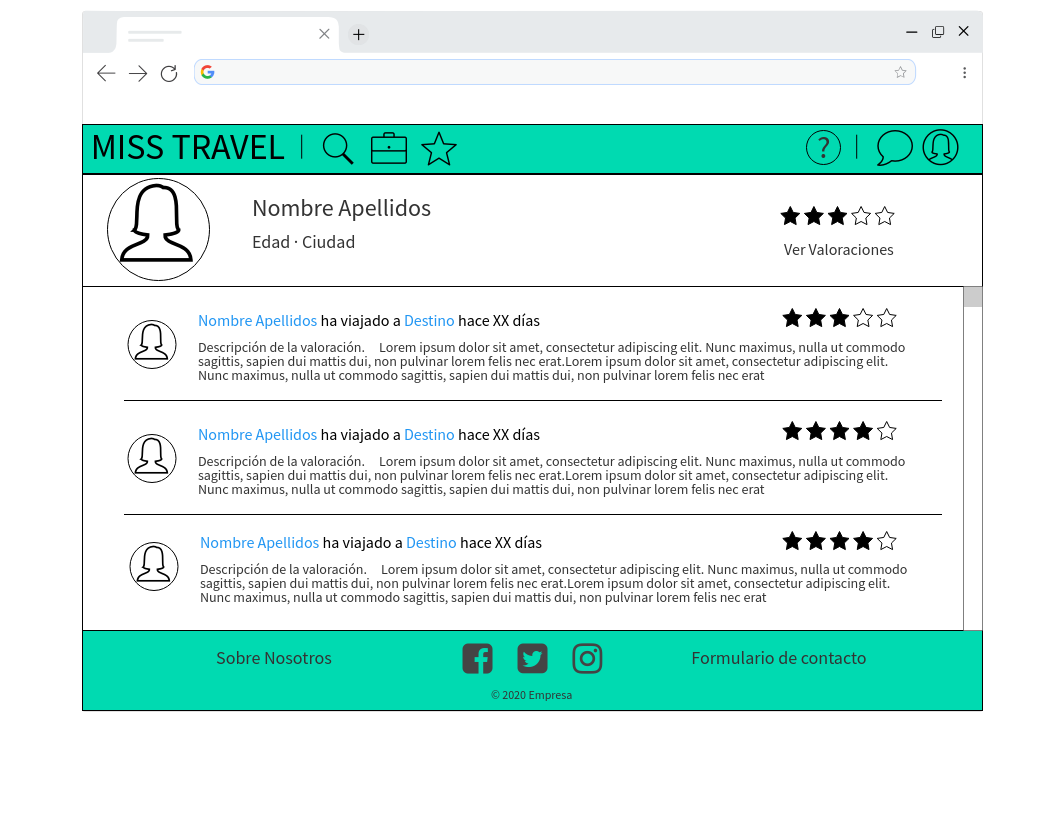 MISS TRAVEL
?
Nombre Apellidos
Edad · Ciudad
Ver Valoraciones
Nombre Apellidos ha viajado a Destino hace XX días
Descripción de la valoración. Lorem ipsum dolor sit amet, consectetur adipiscing elit. Nunc maximus, nulla ut commodo
sagittis, sapien dui mattis dui, non pulvinar lorem felis nec erat.Lorem ipsum dolor sit amet, consectetur adipiscing elit.
Nunc maximus, nulla ut commodo sagittis, sapien dui mattis dui, non pulvinar lorem felis nec erat
Nombre Apellidos ha viajado a Destino hace XX días
Descripción de la valoración. Lorem ipsum dolor sit amet, consectetur adipiscing elit. Nunc maximus, nulla ut commodo
sagittis, sapien dui mattis dui, non pulvinar lorem felis nec erat.Lorem ipsum dolor sit amet, consectetur adipiscing elit.
Nunc maximus, nulla ut commodo sagittis, sapien dui mattis dui, non pulvinar lorem felis nec erat
Nombre Apellidos ha viajado a Destino hace XX días
Descripción de la valoración. Lorem ipsum dolor sit amet, consectetur adipiscing elit. Nunc maximus, nulla ut commodo
sagittis, sapien dui mattis dui, non pulvinar lorem felis nec erat.Lorem ipsum dolor sit amet, consectetur adipiscing elit.
Nunc maximus, nulla ut commodo sagittis, sapien dui mattis dui, non pulvinar lorem felis nec erat
Sobre Nosotros
Formulario de contacto
© 2020 Empresa